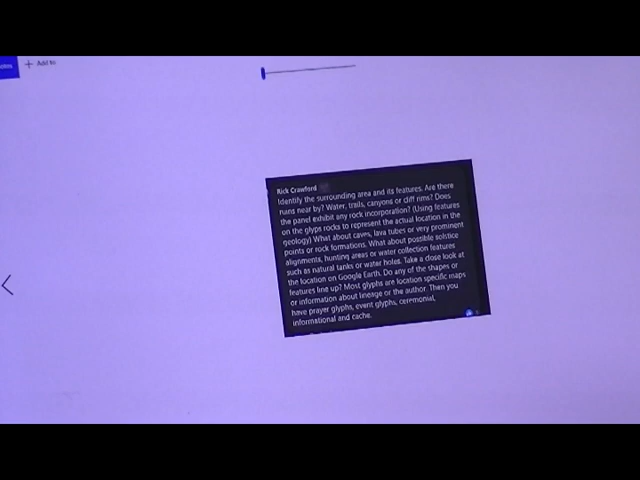 + Add to
Rick Crawford
Identify the surrounding area and its features. Are there
runs near by? Water, trails, canyons or cliff rims? Does
the panel exhibit any rock incorporation? (Using features
on the glyps rocks to represent the actual location in the
geology) What about caves, lava tubes or very prominent
points or rock formations. What about possible solstice
alignments, hunting areas or water collection features
such as natural tanks or water holes. Take a close look at
the location on Google Earth. Do any of the shapes or
features line up? Most glyphs are location specific maps
or information about lineage or the author. Then you
have prayer glyphs, event glyphs, ceremonial,
informational and cache.